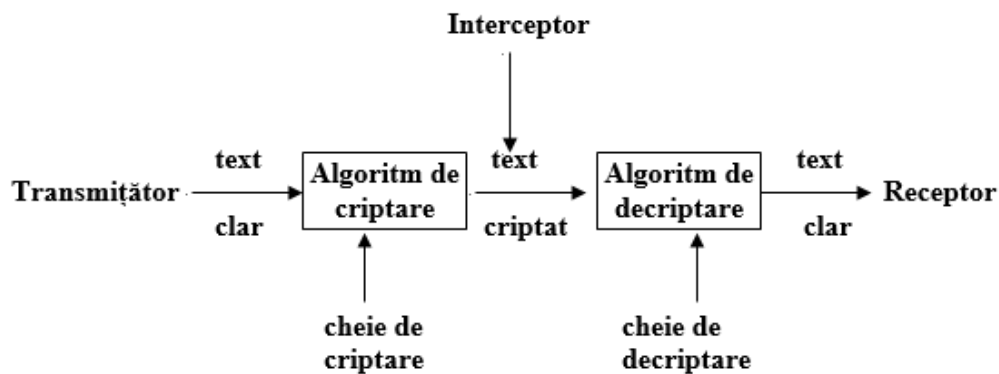 Interceptor
text
Algoritm de
text
Algoritm de
text
Transmițător
criptare
decriptare
Receptor
clar
criptat
clar
cheie de
cheie de
criptare
decriptare